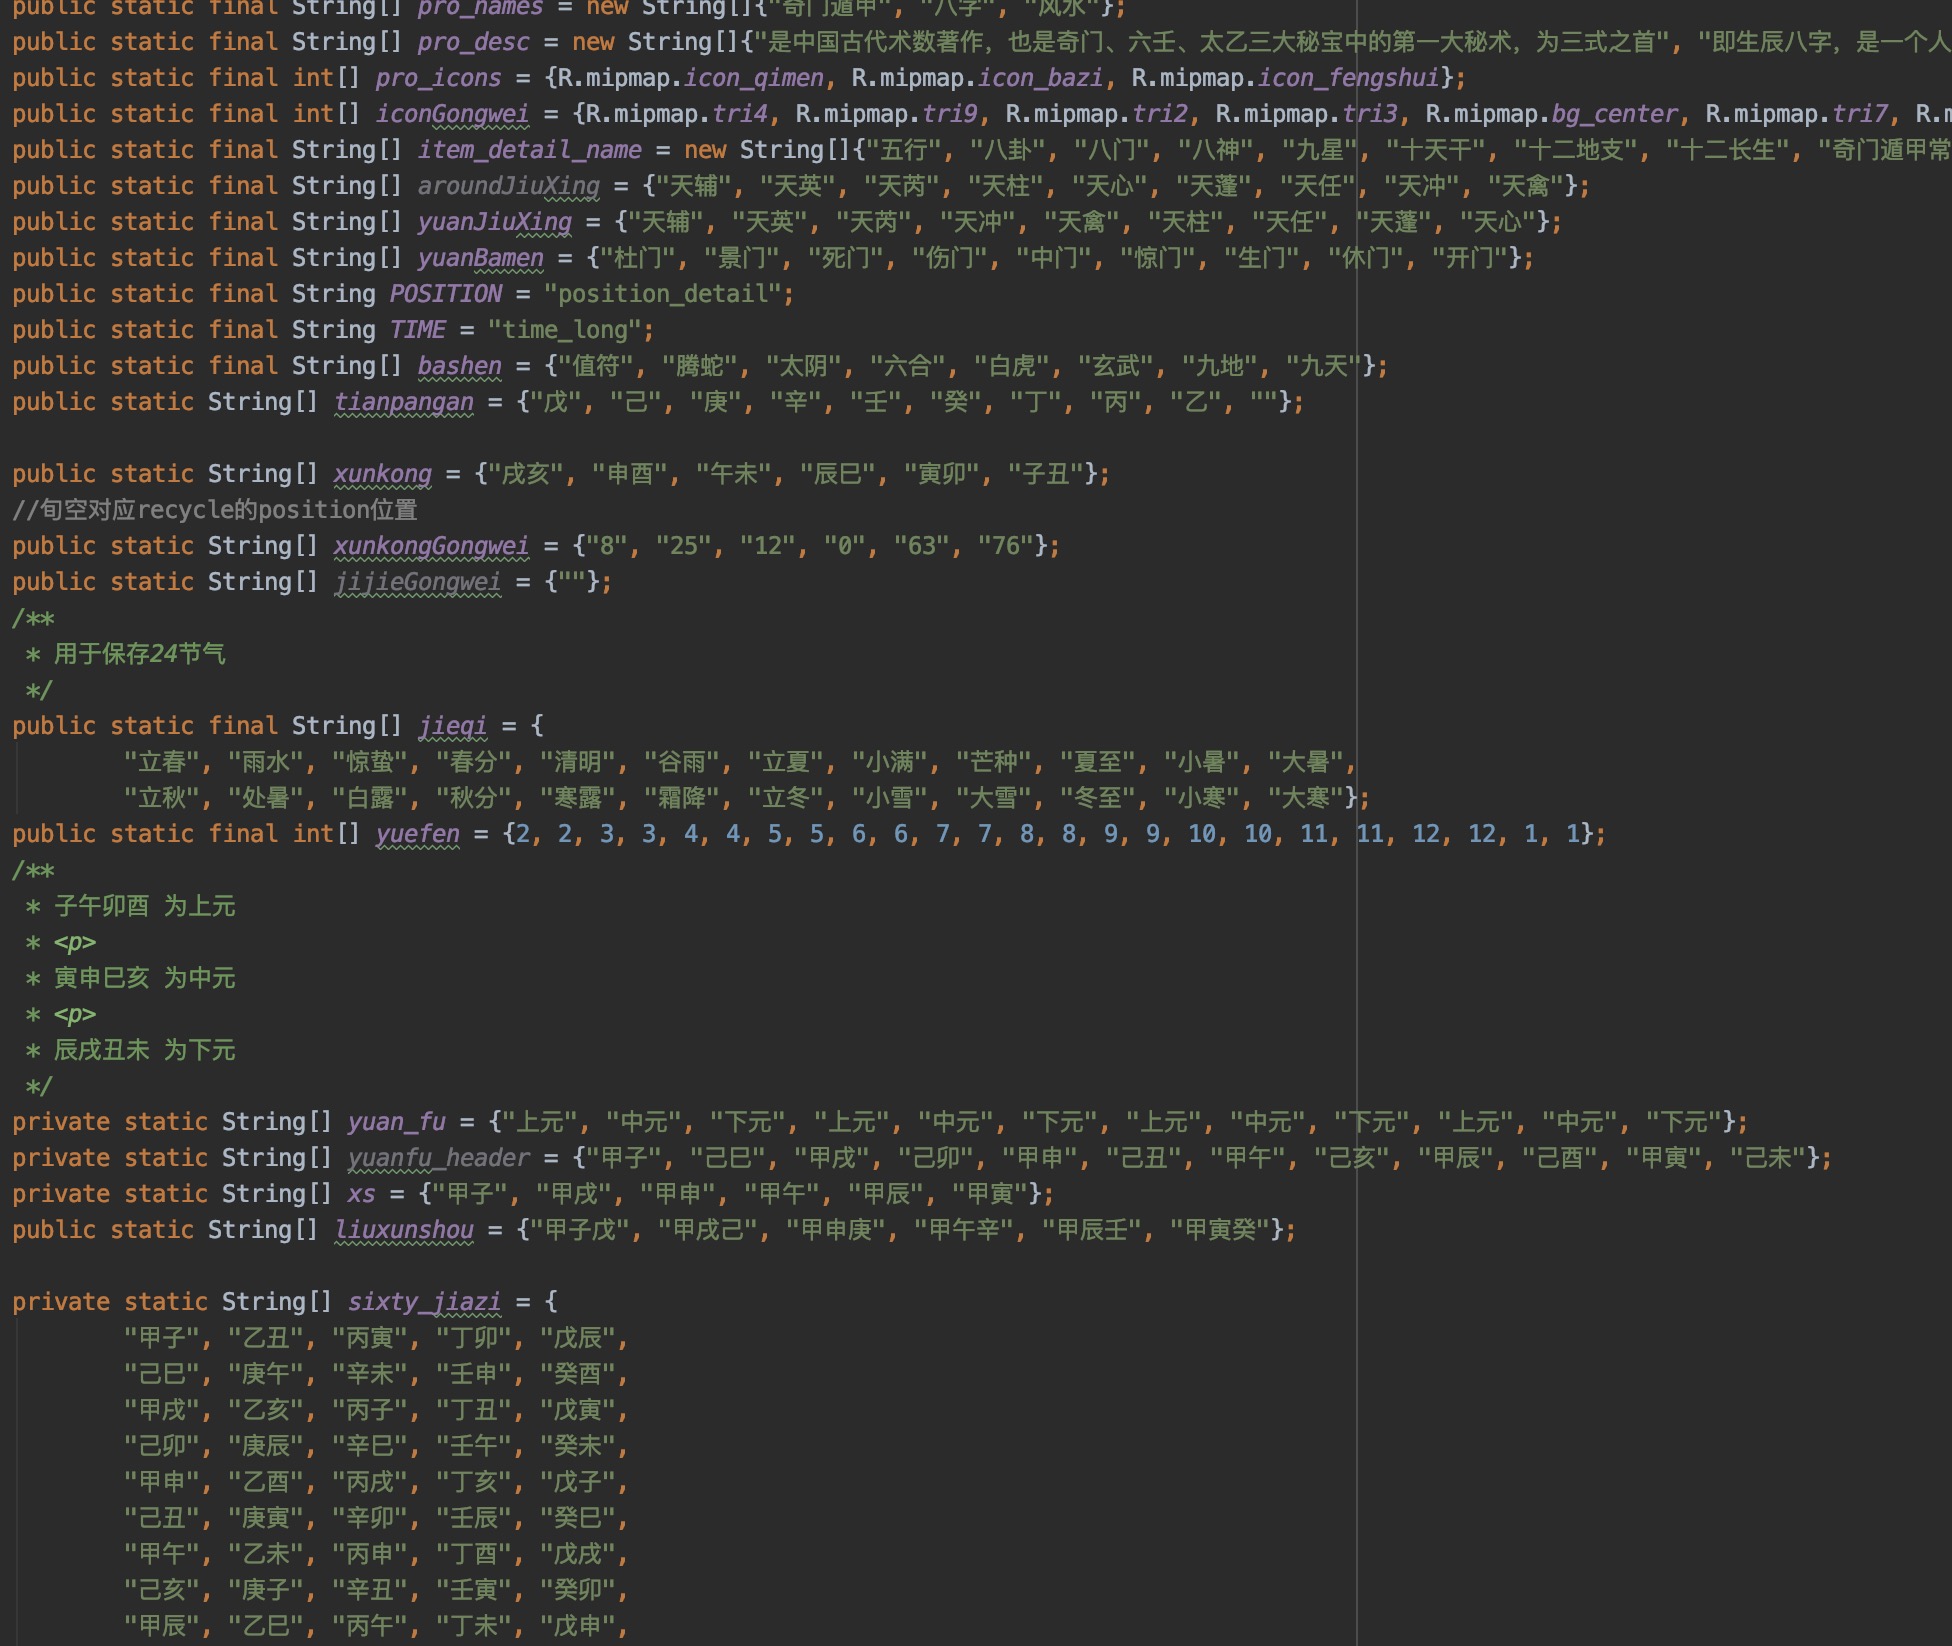 public static final String[] pro_names = new String[]{"奇门遁甲", "八字", "风水"};
public static final String[] pro_desc = new String[]{"是中国古代术数著作，也是奇门、六壬、太乙三大秘宝中的第一大秘术，为三式之首", "即生辰八字，是一个人
public static final int[] pro_icons = {R.mipmap.icon_qimen, R.mipmap.icon_bazi, R.mipmap.icon_fengshui};
public static final int[] iconGongwei = {R.mipmap.tri4, R.mipmap.tri9, R.mipmap.tri2, R.mipmap.tri3, R.mipmap.bg_center, R.mipmap.tri7, R.m
public static final String[] item_detail_name = new String[]{"五行", "八卦", "八门", "八神", "九星", "十天干", "十二地支", "十二长生", "奇门遁甲常
public static final String[] aroundJiuXing = {"天辅", "天英", "天芮", "天柱", "天心", "天蓬", "天任", "天冲", "天禽"};
public static final String[] yuanJiuXing = {"天辅", "天英", "天芮", "天冲", "天禽", "天柱", "天任", "天蓬", "天心"};
public static final String[] yuanBamen = {"杜门", "景门", "死门", "伤门", "中门", "惊门", "生门", "休门", "开门"};
public static final String POSITION = "position_detail";
public static final String TIME = "time_long";
public static final String[] bashen = {"值符", "腾蛇", "太阴", "六合", "白虎", "玄武", "九地", "九天"};
public static String[] tianpangan = {"戊", "己", "庚", "辛", "壬", "癸", "丁", "丙", "乙", ""};
public static String[] xunkong = {"戌亥", "申酉", "午未", "辰巳", "寅卯", "子丑"};
//旬空对应recycle的position位置
public static String[] xunkongGongwei = {"8", "25", "12", "0", "63", "76"};
public static String[] jijieGongwei = {""};
/**
* 用于保存24节气
*/
public static final String[] jieqi = {
"立春", "雨水", "惊蛰", "春分", "清明", "谷雨", "立夏", "小满", "芒种", "夏至", "小暑", "大暑",
"立秋", "处暑", "白露", "秋分", "寒露", "霜降", "立冬", "小雪", "大雪", "冬至", "小寒", "大寒"};
public static final int[] yuefen = {2, 2, 3, 3, 4, 4, 5, 5, 6, 6, 7, 7, 8, 8, 9, 9, 10, 10, 11, 11, 12, 12, 1, 1};
/**
* 子午卯酉 为上元
* <p>
* 寅申巳亥 为中元
* <p>
* 辰戌丑未 为下元
*/
private static String[] yuan_fu = {"上元", "中元", "下元", "上元", "中元", "下元", "上元", "中元", "下元", "上元", "中元", "下元"};
private static String[] yuanfu_header = {"甲子", "己巳", "甲戌", "己卯", "甲申", "己丑", "甲午", "己亥", "甲辰", "己酉", "甲寅", "己未"};
private static String[] xs = {"甲子", "甲戌", "甲申", "甲午", "甲辰", "甲寅"};
public static String[] liuxunshou = {"甲子戊", "甲戌己", "甲申庚", "甲午辛", "甲辰壬", "甲寅癸"};
private static String[] sixty_jiazi = {
"甲子", "乙丑", "丙寅", "丁卯", "戊辰",
"己巳", "庚午", "辛未", "壬申", "癸酉",
"甲戌", "乙亥", "丙子", "丁丑", "戊寅",
"己卯", "庚辰", "辛巳", "壬午", "癸未",
"甲申", "乙酉", "丙戌", "丁亥", "戊子",
"己丑", "庚寅", "辛卯", "壬辰", "癸巳",
"甲午", "乙未", "丙申", "丁酉", "戊戌",
"己亥", "庚子", "辛丑", "壬寅", "癸卯",
"甲辰", "乙巳", "丙午", "丁未", "戊申",